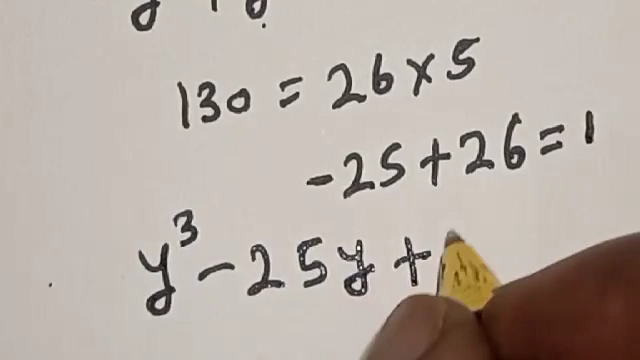 130 = 26 × 5
-25 + 26 = 1
y³ - 25y +